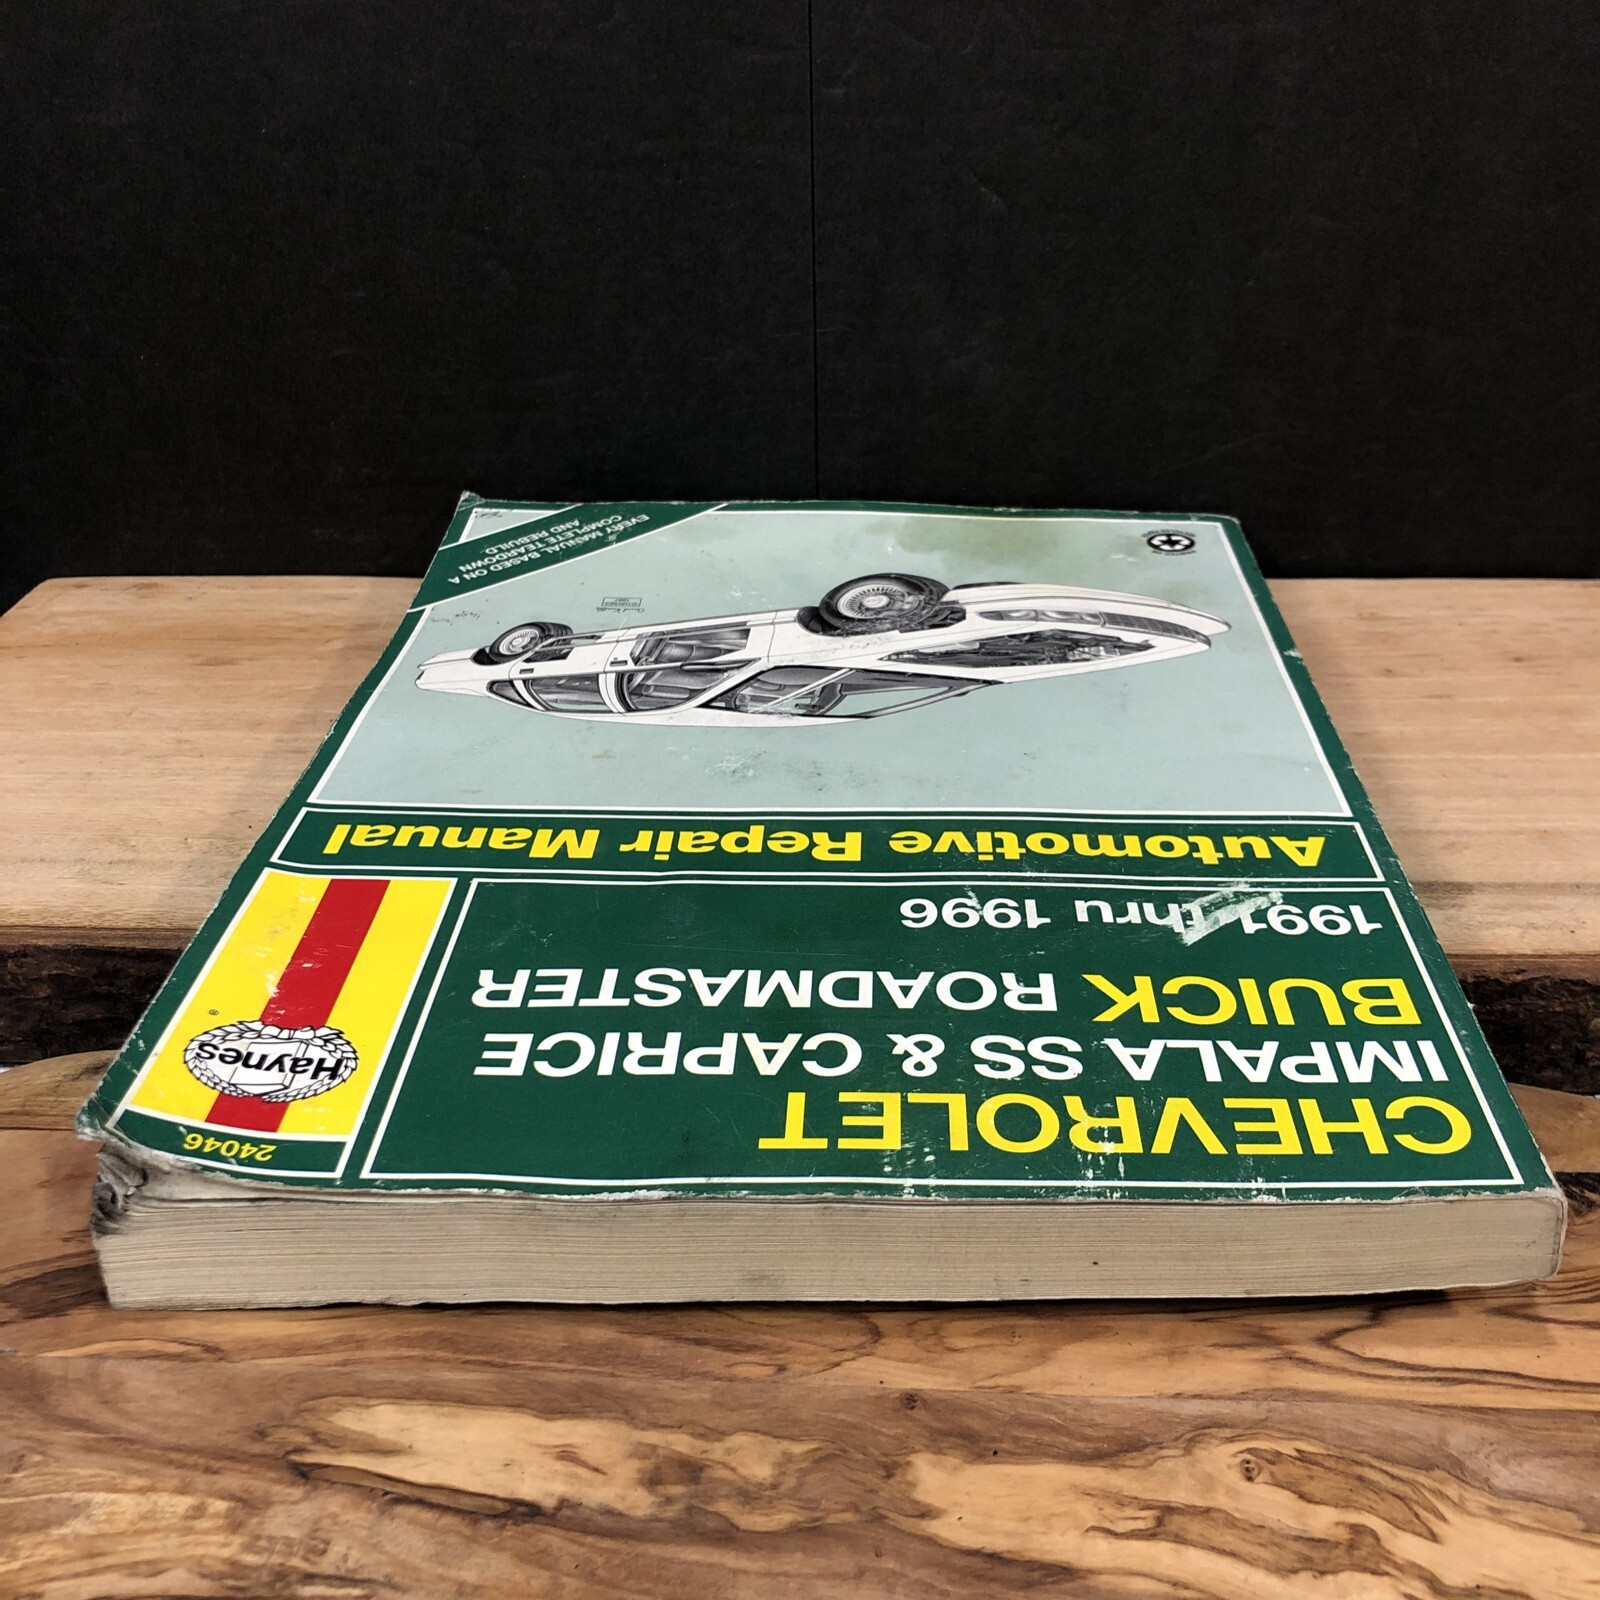 24046
Haynes
®
CHEVROLET
IMPALA SS & CAPRICE
BUICK ROADMASTER
1991 thru 1996
Automotive Repair Manual
EVERY MANUAL BASED ON A
COMPLETE TEARDOWN
AND REBUILD